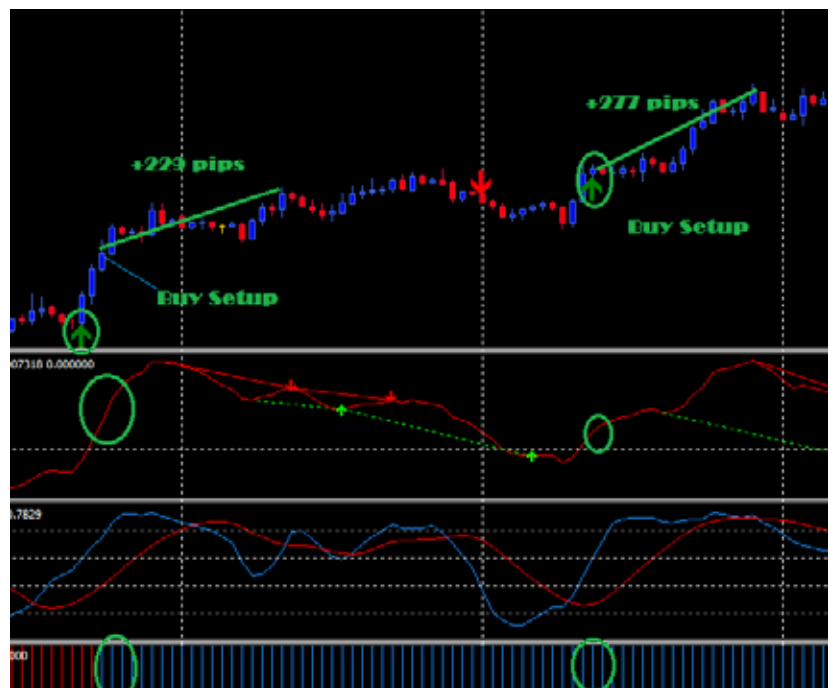 +277 pips
+229 pips
Buy Setup
Buy Setup
07318 0.000000
.7829
000